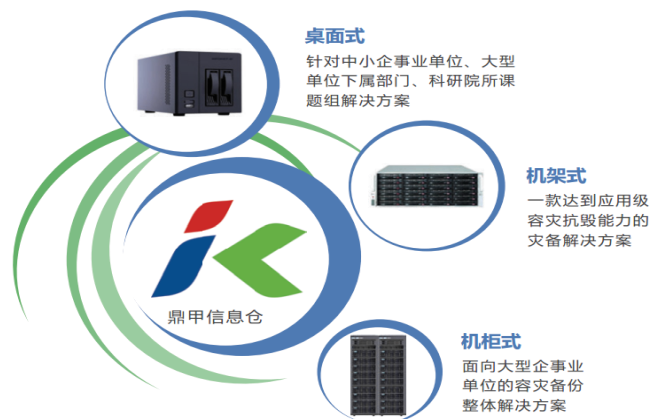 桌面式
针对中小企事业单位、大型
单位下属部门、科研院所课
题组解决方案
机架式
一款达到应用级
容灾抗毁能力的
灾备解决方案
鼎甲信息仓
机柜式
面向大型企事业
单位的容灾备份
整体解决方案